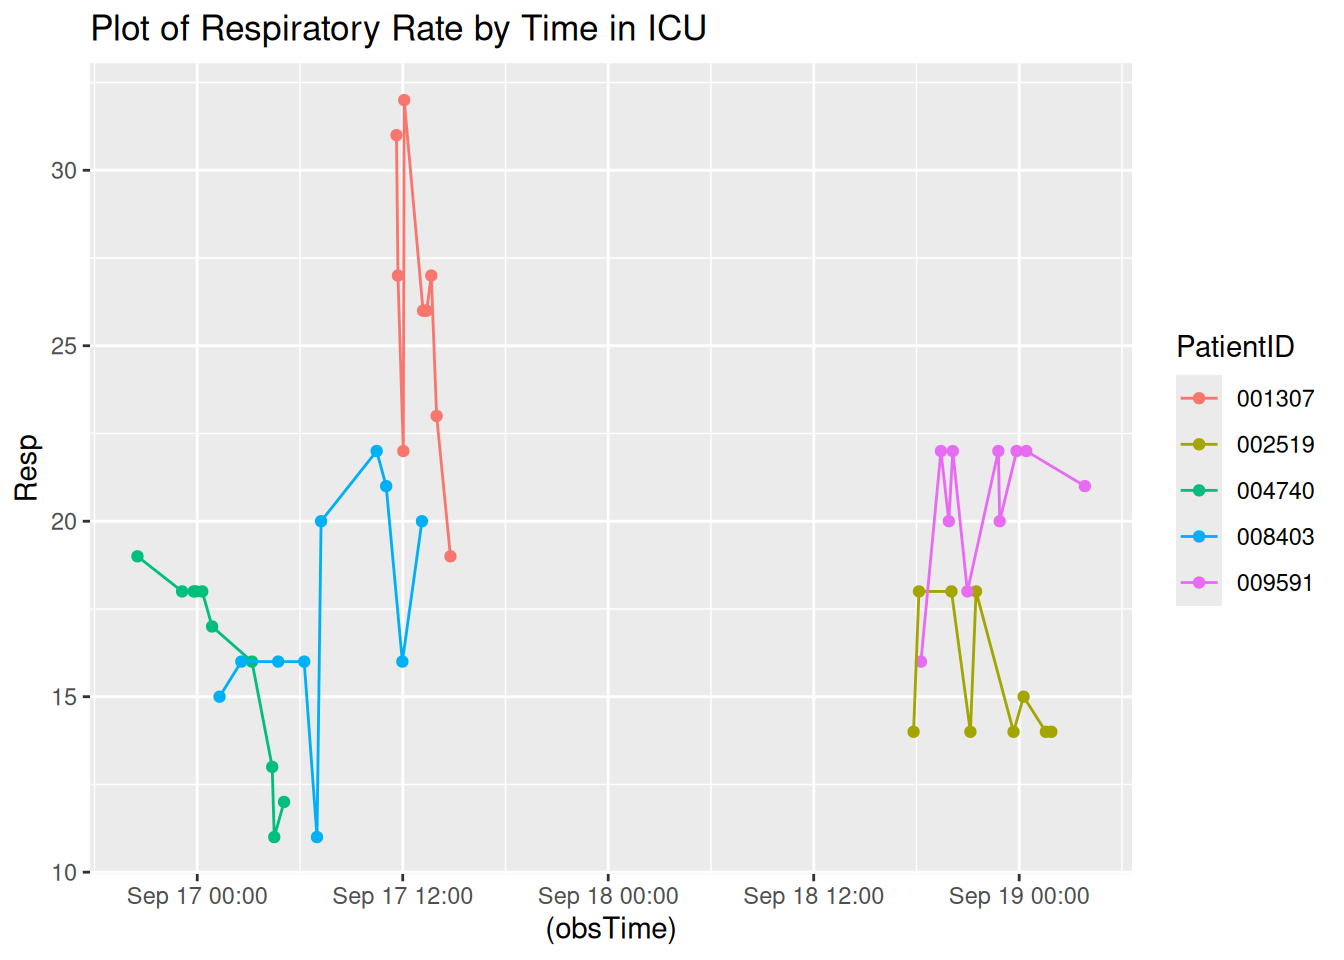 Plot of Respiratory Rate by Time in ICU
30
25
20
15
10
Resp
Sep 17 00:00
Sep 17 12:00
Sep 18 00:00
Sep 18 12:00
Sep 19 00:00
(obsTime)
PatientID
001307
002519
004740
008403
009591